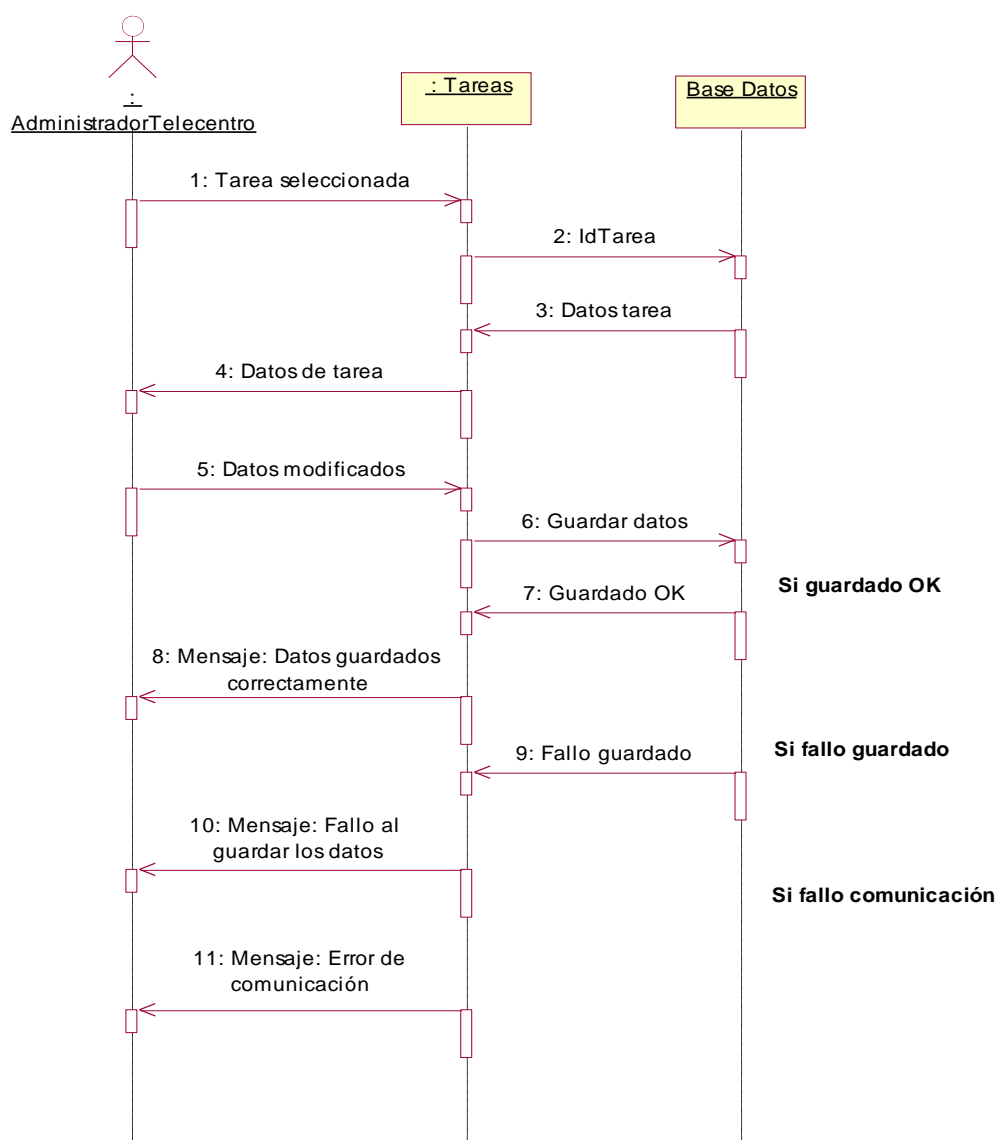 : Tareas
Base Datos
:
AdministradorTelecentro
1: Tarea seleccionada
2: IdTarea
3: Datos tarea
4: Datos de tarea
5: Datos modificados
6: Guardar datos
Si guardado OK
7: Guardado OK
8: Mensaje: Datos guardados
correctamente
Si fallo guardado
9: Fallo guardado
10: Mensaje: Fallo al
guardar los datos
Si fallo comunicación
11: Mensaje: Error de
comunicación